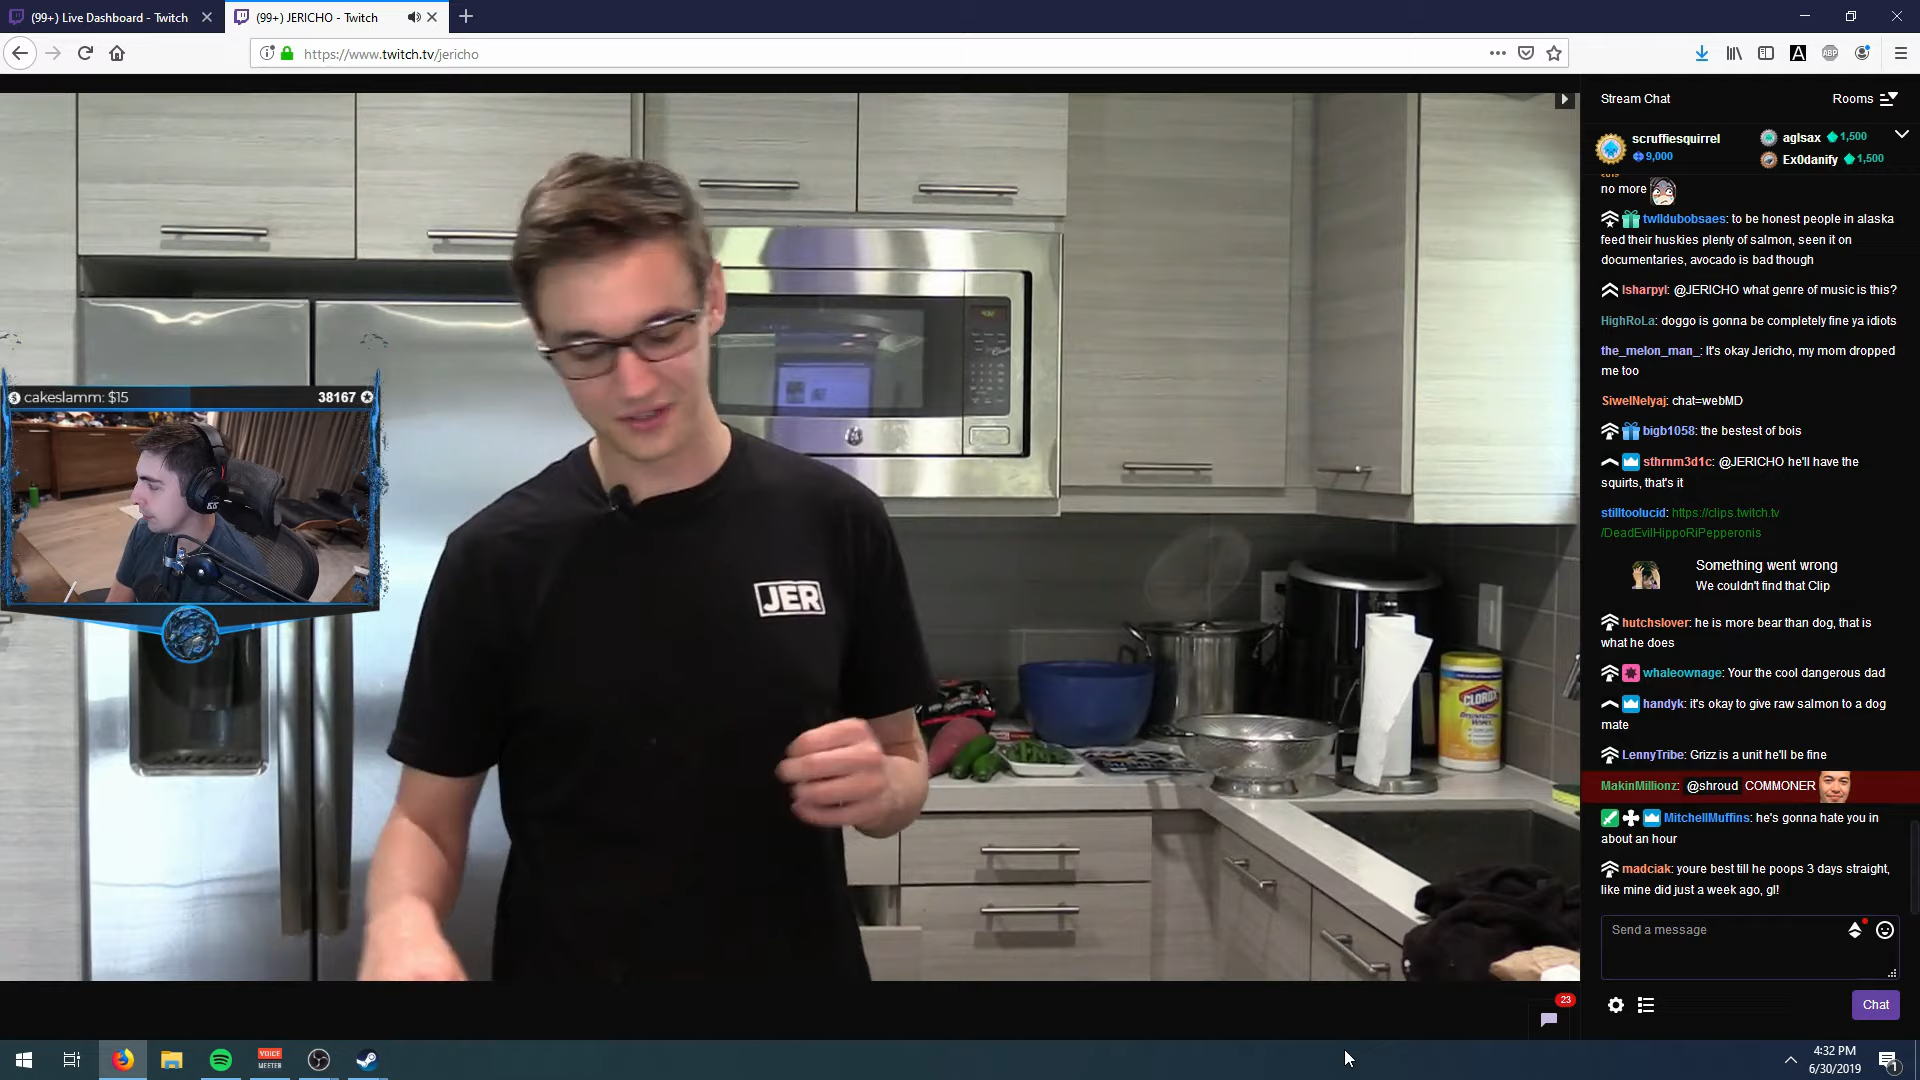 (99+) Live Dashboard - Twitch
(99+) JERICHO - Twitch
https://www.twitch.tv/jericho
ABP
Stream Chat
Rooms
scruffiesquirrel
9,000
aglsax 1,500
Ex0danify 1,500
no more
twlldubobsaes: to be honest people in alaska
feed their huskies plenty of salmon, seen it on
documentaries, avocado is bad though
lsharpyl: @JERICHO what genre of music is this?
HighRoLa: doggo is gonna be completely fine ya idiots
the_melon_man_: It's okay Jericho, my mom dropped
me too
SiwelNelyaj: chat=webMD
bigb1058: the bestest of bois
sthrnm3d1c: @JERICHO he'll have the
squirts, that's it
stilltoolucid: https://clips.twitch.tv
/DeadEvilHippoRiPepperonis
Something went wrong
We couldn't find that Clip
hutchslover: he is more bear than dog, that is
what he does
whaleownage: Your the cool dangerous dad
handyk: it's okay to give raw salmon to a dog
mate
LennyTribe: Grizz is a unit he'll be fine
MakinMillionz: @shroud COMMONER
MitchellMuffins: he's gonna hate you in
about an hour
madciak: youre best till he poops 3 days straight,
like mine did just a week ago, gl!
Send a message
Chat
23
cakeslamm: $15
38167
JER
CLOROX
VOICE
MEETER
4:32 PM
6/30/2019
1